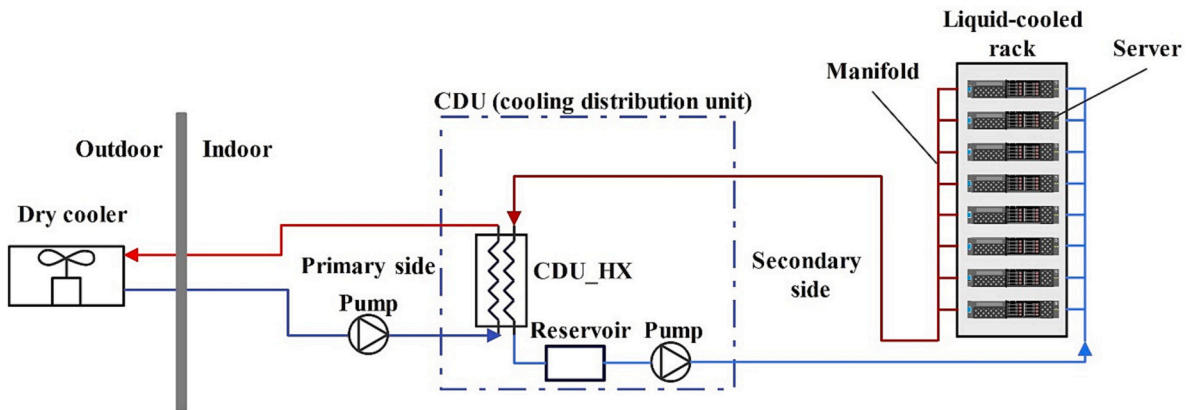 Liquid-cooled
rack
Server
Manifold
CDU (cooling distribution unit)
Outdoor
Indoor
Dry cooler
Primary side
CDU_HX
Secondary
side
Pump
Reservoir
Pump